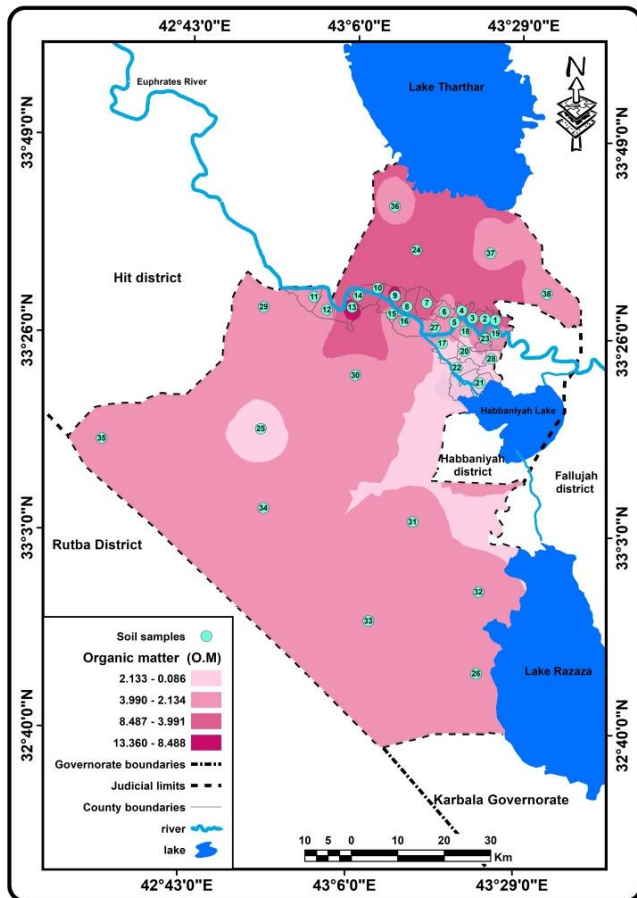 42°43'0"E 43°6'0"E 43°29'0"E
Euphrates River
Lake Tharthar
N
33°49'0"N 33°49'0"N
36
24
37
Hit district
38
29
11
12
14
13
10
9
8
7
15
16
6
4
5
3
2
1
27
18
19
17
23
33°26'0"N 33°26'0"N
20
28
22
21
30
Habbaniyah Lake
25
35
Habbaniyah
district
Fallujah
district
34
31
33°3'0"N 33°3'0"N
Rutba District
32
33
26
Lake Razaza
Soil samples
Organic matter (O.M)
2.133 - 0.086
3.990 - 2.134
8.487 - 3.991
13.360 - 8.488
Governorate boundaries
Judicial limits
County boundaries
river
lake
32°40'0"N 32°40'0"N
Karbala Governorate
10 5 0 10 20 30
Km
42°43'0"E 43°6'0"E 43°29'0"E